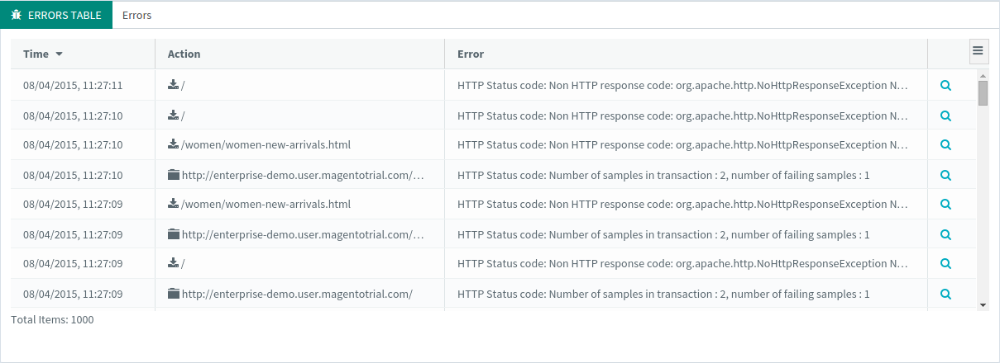 ERRORS TABLE Errors
Time Action Error
08/04/2015, 11:27:11 / HTTP Status code: Non HTTP response code: org.apache.http.NoHttpResponseException N...
08/04/2015, 11:27:10 / HTTP Status code: Non HTTP response code: org.apache.http.NoHttpResponseException N...
08/04/2015, 11:27:10 /women/women-new-arrivals.html HTTP Status code: Non HTTP response code: org.apache.http.NoHttpResponseException N...
08/04/2015, 11:27:10 http://enterprise-demo.user.magentotrial.com/... HTTP Status code: Number of samples in transaction : 2, number of failing samples : 1
08/04/2015, 11:27:09 /women/women-new-arrivals.html HTTP Status code: Non HTTP response code: org.apache.http.NoHttpResponseException N...
08/04/2015, 11:27:09 http://enterprise-demo.user.magentotrial.com/... HTTP Status code: Number of samples in transaction : 2, number of failing samples : 1
08/04/2015, 11:27:09 / HTTP Status code: Non HTTP response code: org.apache.http.NoHttpResponseException N...
08/04/2015, 11:27:09 http://enterprise-demo.user.magentotrial.com/ HTTP Status code: Number of samples in transaction : 2, number of failing samples : 1
Total Items: 1000